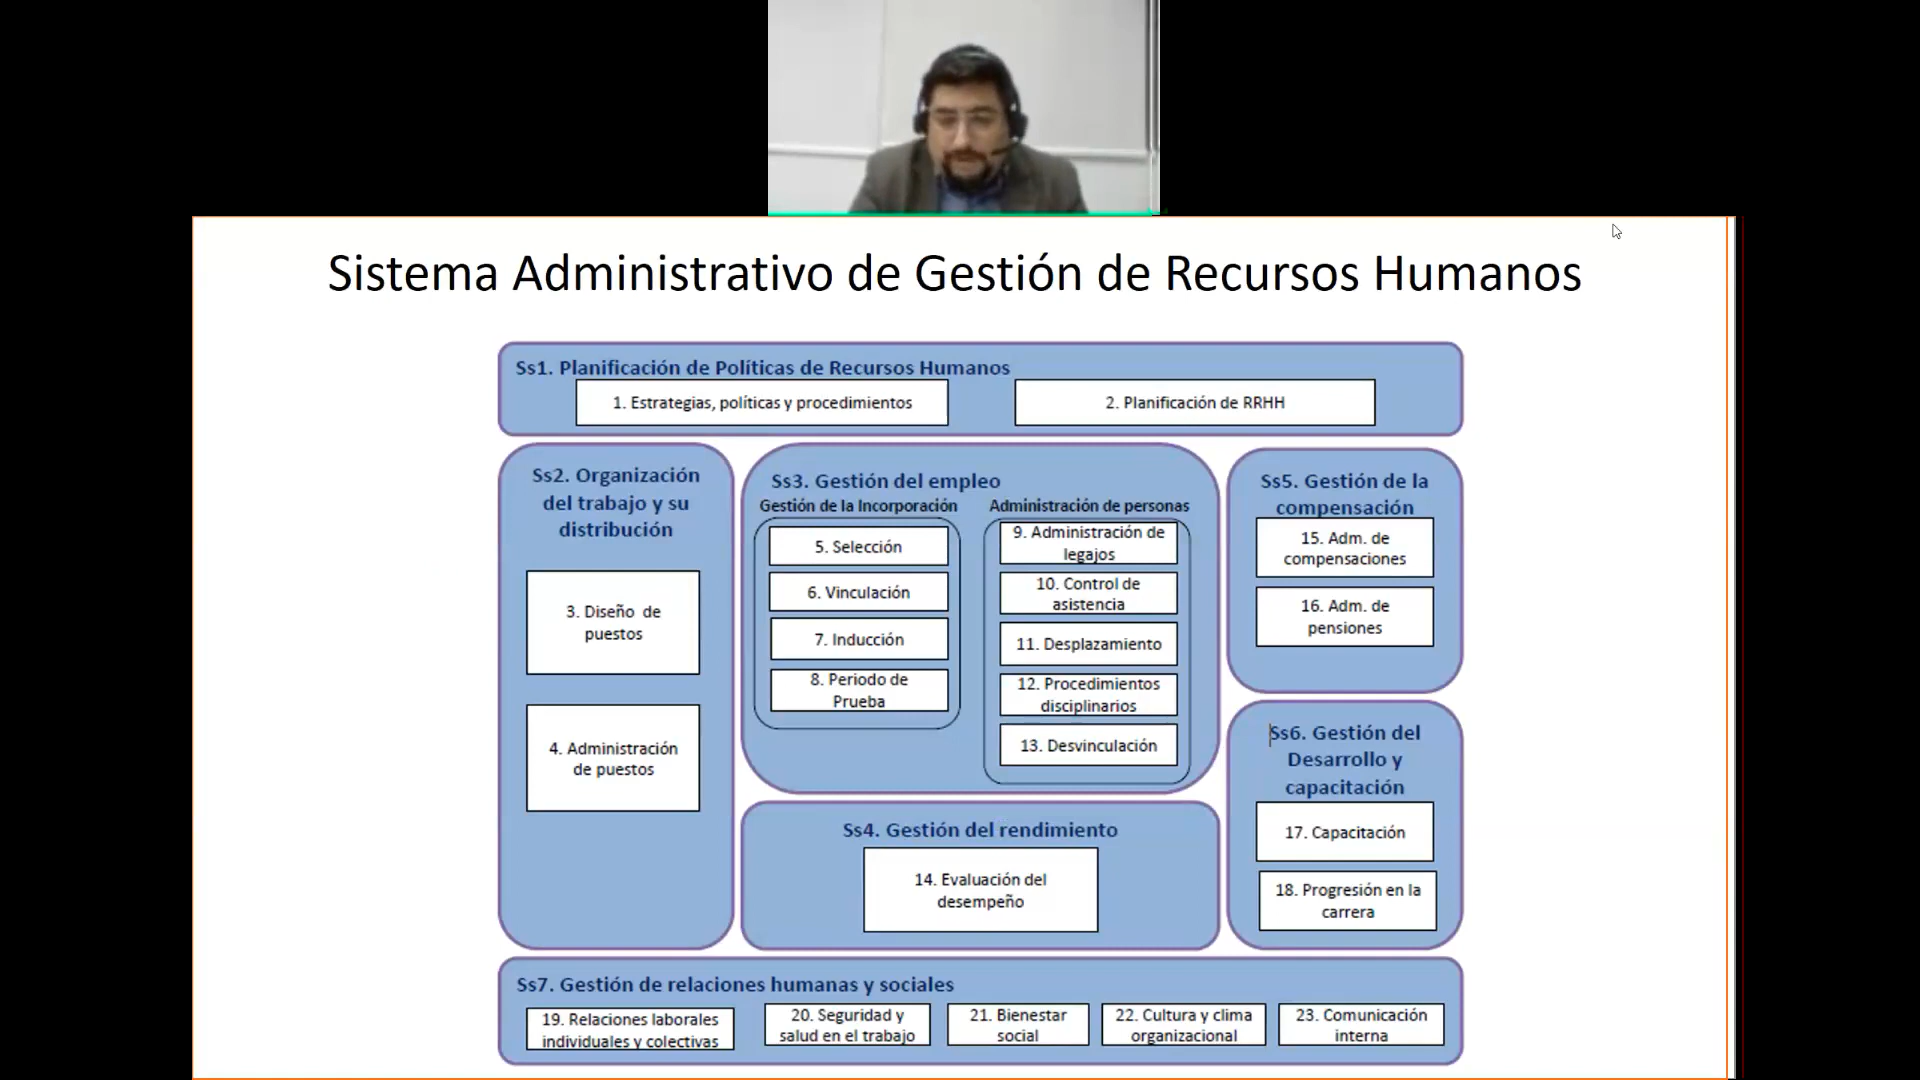 Sistema Administrativo de Gestión de Recursos Humanos
Ss1. Planificación de Políticas de Recursos Humanos
1. Estrategias, políticas y procedimientos
2. Planificación de RRHH
Ss2. Organización
del trabajo y su
distribución
3. Diseño de
puestos
4. Administración
de puestos
Ss3. Gestión del empleo
Gestión de la Incorporación
5. Selección
6. Vinculación
7. Inducción
8. Periodo de
Prueba
Administración de personas
9. Administración de
legajos
10. Control de
asistencia
11. Desplazamiento
12. Procedimientos
disciplinarios
13. Desvinculación
Ss4. Gestión del rendimiento
14. Evaluación del
desempeño
Ss5. Gestión de la
compensación
15. Adm. de
compensaciones
16. Adm. de
pensiones
Ss6. Gestión del
Desarrollo y
capacitación
17. Capacitación
18. Progresión en la
carrera
Ss7. Gestión de relaciones humanas y sociales
19. Relaciones laborales
individuales y colectivas
20. Seguridad y
salud en el trabajo
21. Bienestar
social
22. Cultura y clima
organizacional
23. Comunicación
interna